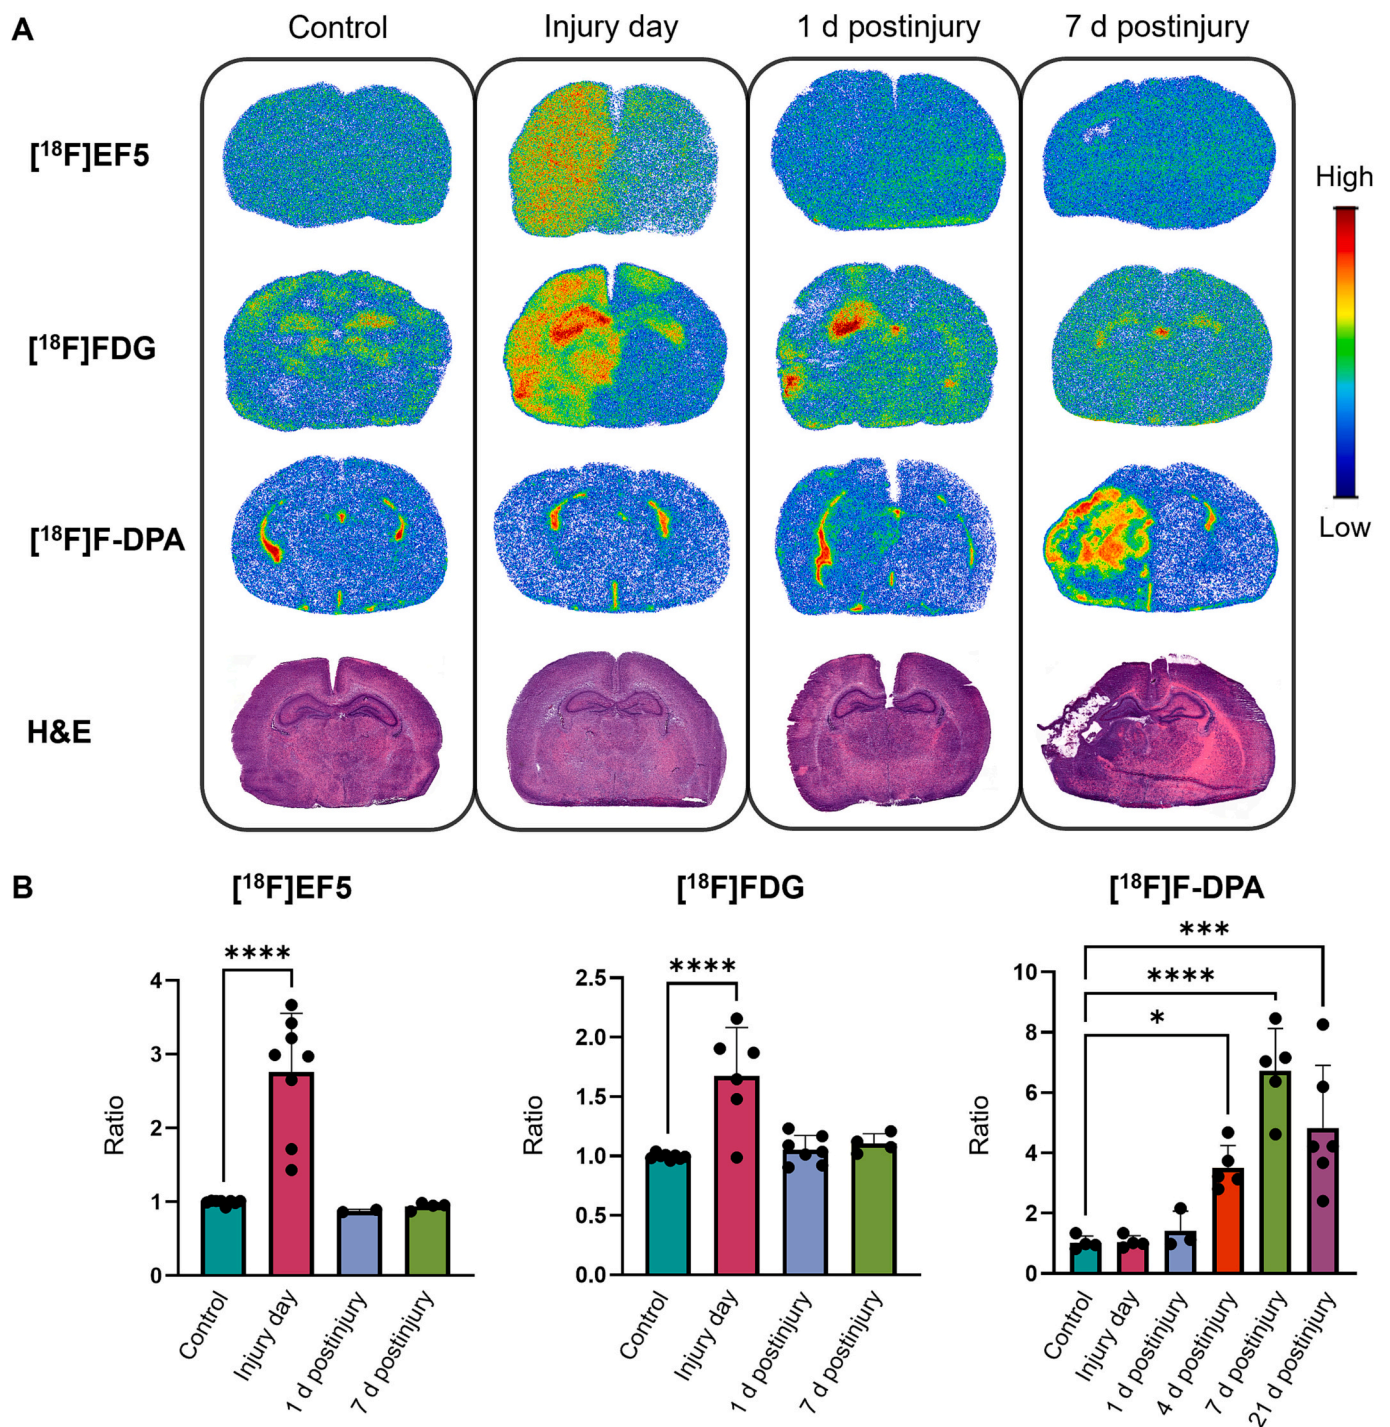 A
Control
Injury day
1 d postinjury
7 d postinjury
[¹⁸F]EF5
[¹⁸F]FDG
[¹⁸F]F-DPA
H&E
High
Low
B
[¹⁸F]EF5
****
Ratio
4
3
2
1
0
Control
Injury day
1 d postinjury
7 d postinjury
[¹⁸F]FDG
****
Ratio
2.5
2.0
1.5
1.0
0.5
0.0
Control
Injury day
1 d postinjury
7 d postinjury
[¹⁸F]F-DPA
***
****
*
Ratio
10
8
6
4
2
0
Control
Injury day
1 d postinjury
4 d postinjury
7 d postinjury
21 d postinjury